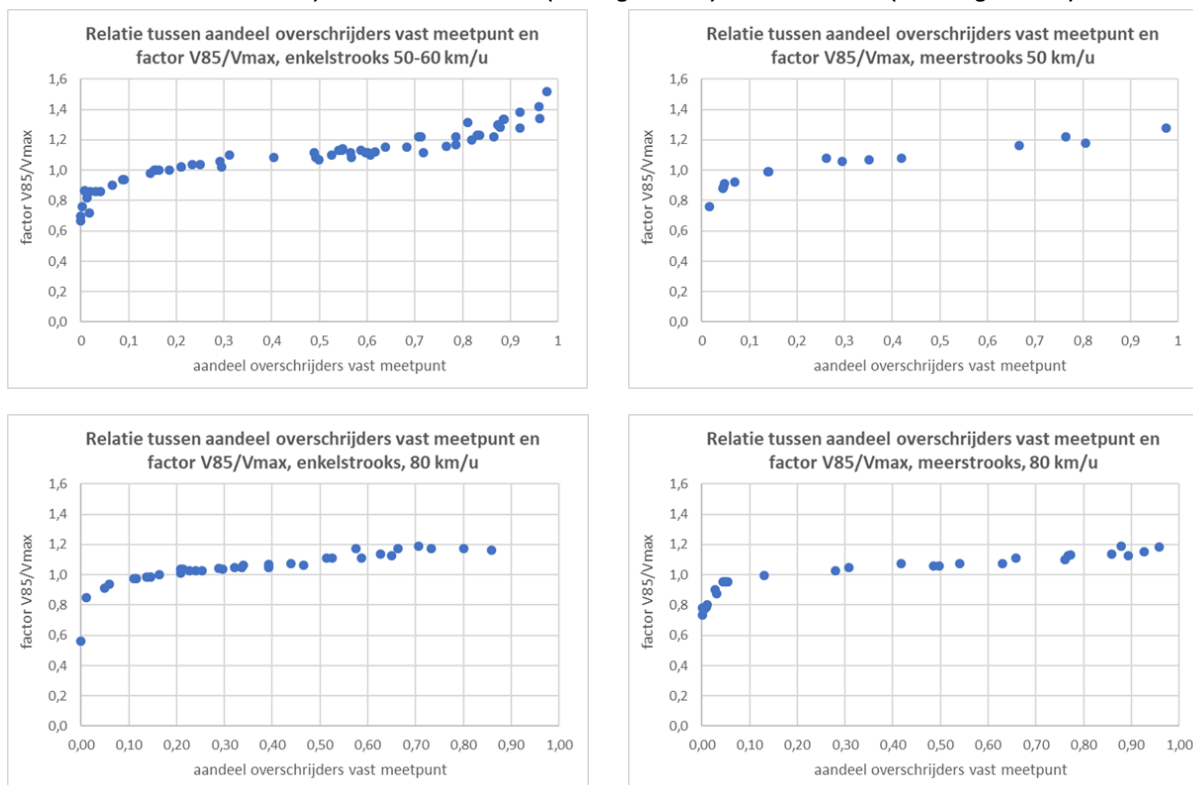 Relatie tussen aandeel overschrijders vast meetpunt en
factor V85/Vmax, enkelstrooks 50-60 km/u
factor V85/Vmax
1,6
1,4
1,2
1,0
0,8
0,6
0,4
0,2
0,0
0 0,1 0,2 0,3 0,4 0,5 0,6 0,7 0,8 0,9 1
aandeel overschrijders vast meetpunt
Relatie tussen aandeel overschrijders vast meetpunt en
factor V85/Vmax, meerstrooks 50 km/u
factor V85/Vmax
1,6
1,4
1,2
1,0
0,8
0,6
0,4
0,2
0,0
0 0,1 0,2 0,3 0,4 0,5 0,6 0,7 0,8 0,9 1
aandeel overschrijders vast meetpunt
Relatie tussen aandeel overschrijders vast meetpunt en
factor V85/Vmax, enkelstrooks, 80 km/u
factor V85/Vmax
1,6
1,4
1,2
1,0
0,8
0,6
0,4
0,2
0,0
0,00 0,10 0,20 0,30 0,40 0,50 0,60 0,70 0,80 0,90 1,00
aandeel overschrijders vast meetpunt
Relatie tussen aandeel overschrijders vast meetpunt en
factor V85/Vmax, meerstrooks, 80 km/u
factor V85/Vmax
1,6
1,4
1,2
1,0
0,8
0,6
0,4
0,2
0,0
0,00 0,10 0,20 0,30 0,40 0,50 0,60 0,70 0,80 0,90 1,00
aandeel overschrijders vast meetpunt